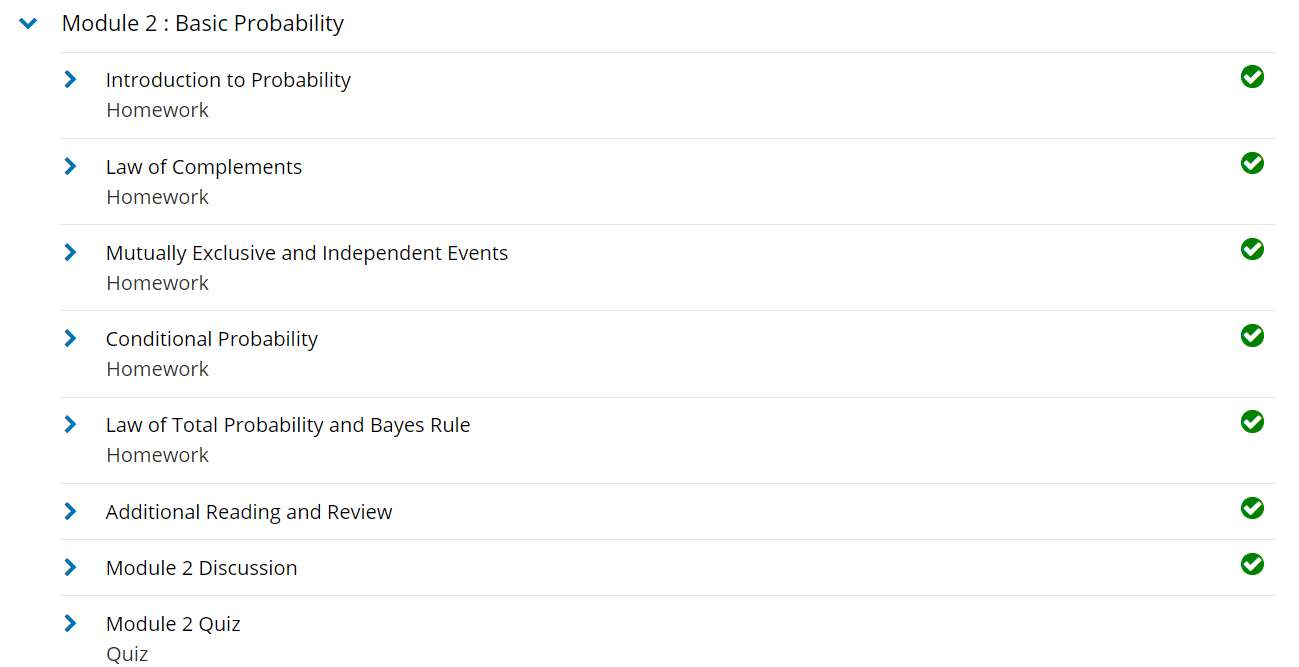 Module 2 : Basic Probability
Introduction to Probability
Homework
Law of Complements
Homework
Mutually Exclusive and Independent Events
Homework
Conditional Probability
Homework
Law of Total Probability and Bayes Rule
Homework
Additional Reading and Review
Module 2 Discussion
Module 2 Quiz
Quiz